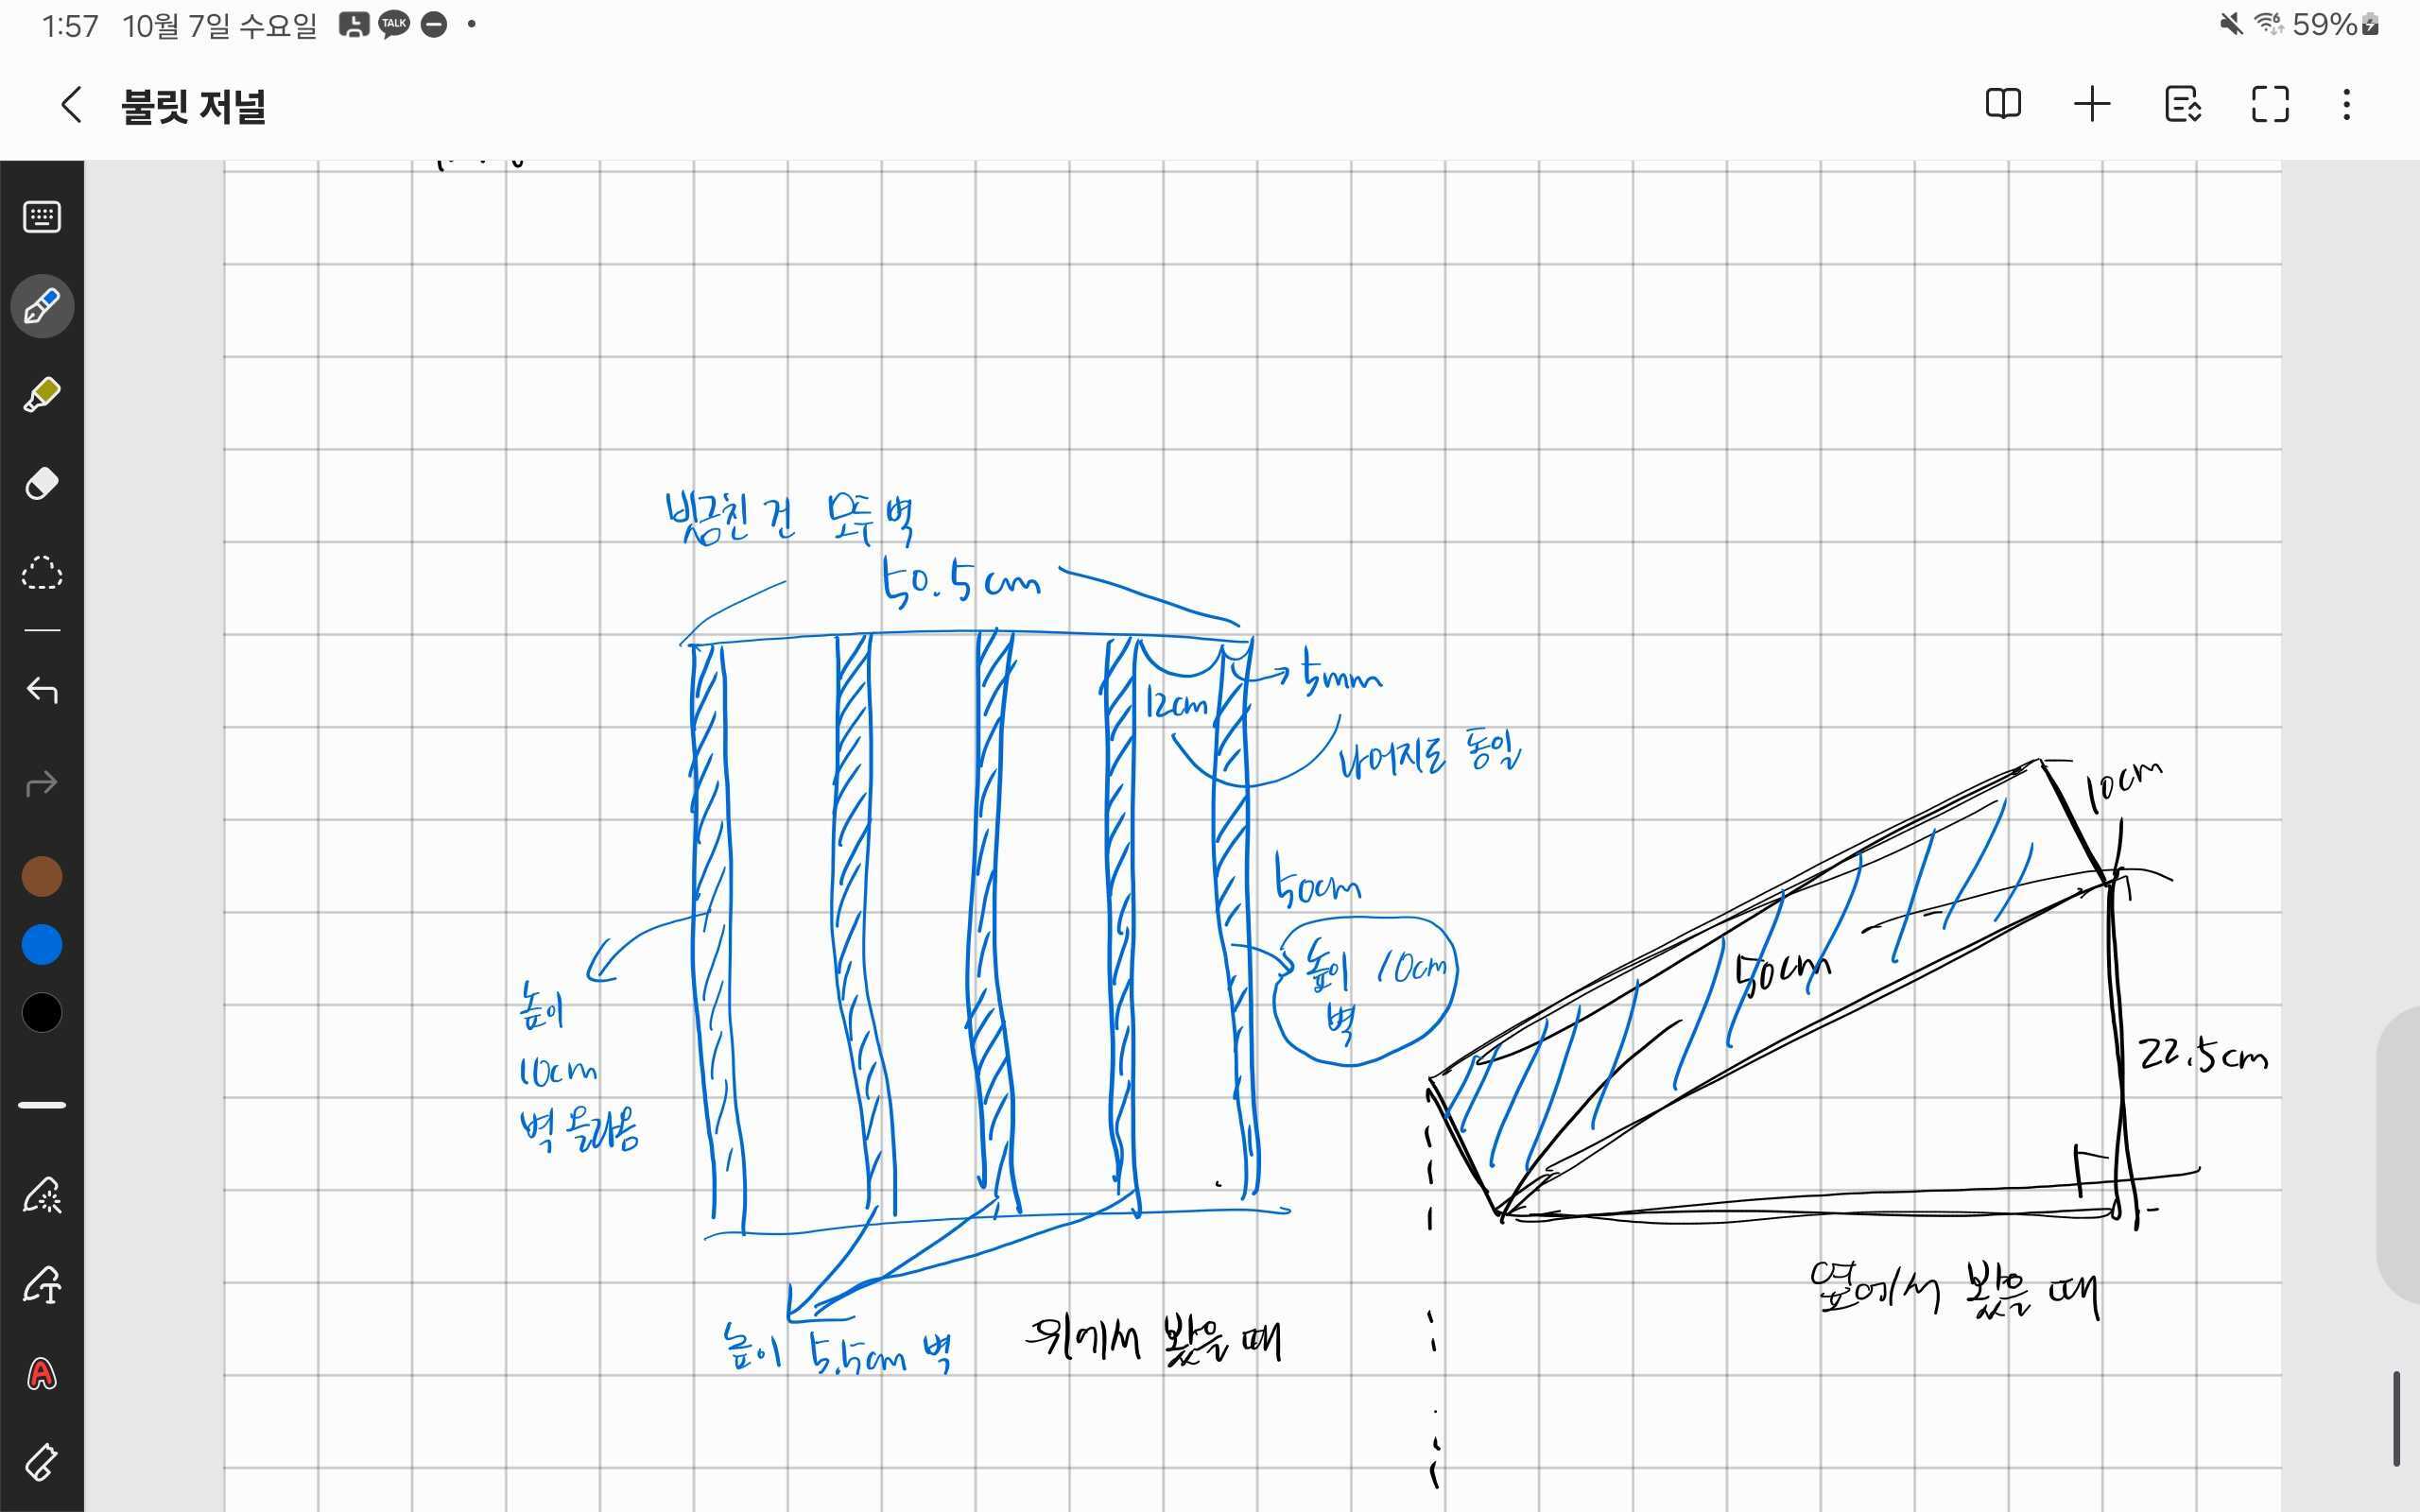 1:57 10월 7일 수요일
TALK
59%
불릿 저널
빗금친 건 모두 벽
50.5cm
5mm
12cm
나머지도 동일
10cm
50cm
높이 10cm
벽
50cm
높이
10cm
벽 올라옴
22.5cm
옆에서 봤을 때
높이 5.5cm 벽
위에서 봤을 때
A